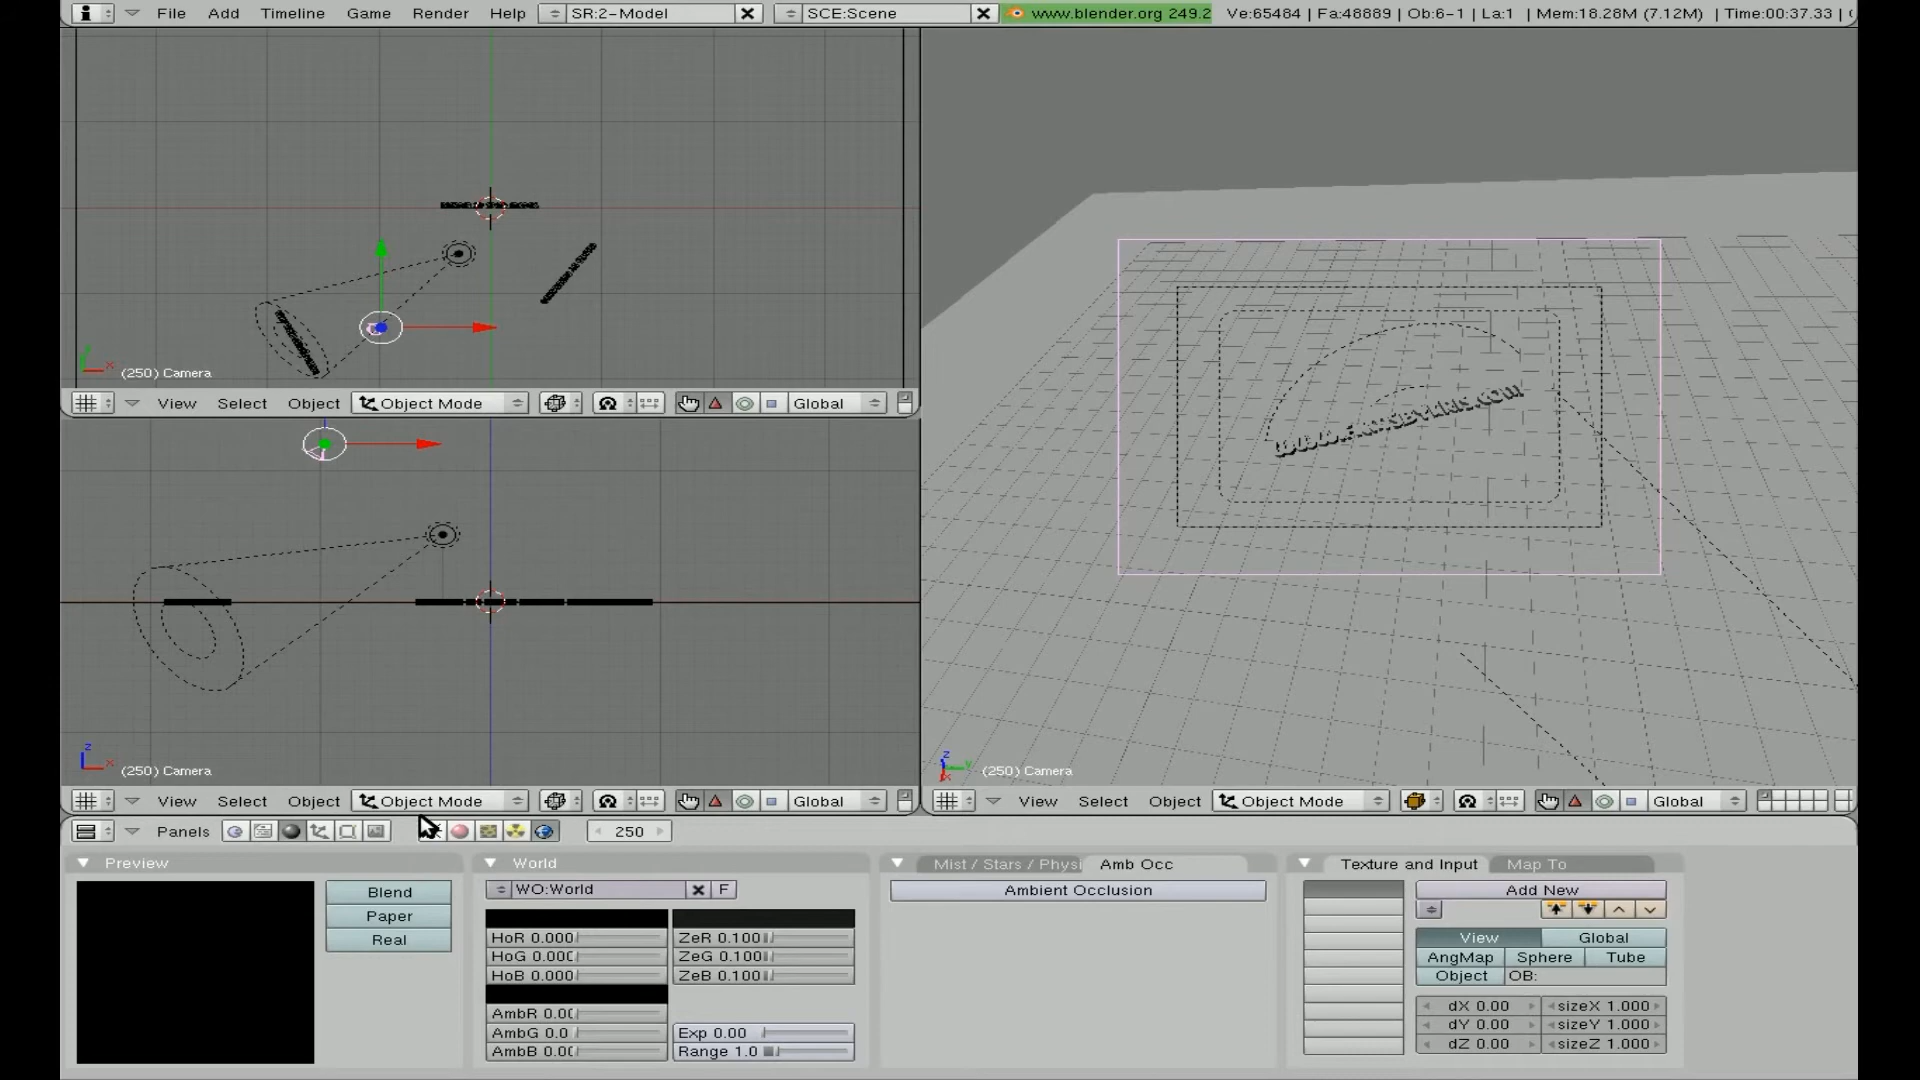 File Add Timeline Game Render Help SR:2-Model SCE:Scene www.blender.org 249.2 Ve:65484 | Fa:48889 | Ob:6-1 | La:1 | Mem:18.28M (7.12M) | Time:00:37.33 |
(250) Camera
View Select Object Object Mode Global
(250) Camera
View Select Object Object Mode Global
(250) Camera
View Select Object Object Mode Global
Panels 250
Preview
Blend
Paper
Real
World
WO:World F
HoR 0.000 ZeR 0.100
HoG 0.000 ZeG 0.100
HoB 0.000 ZeB 0.100
AmbR 0.00
AmbG 0.0 Exp 0.00
AmbB 0.00 Range 1.0
Mist / Stars / Physi Amb Occ
Ambient Occlusion
Texture and Input Map To
Add New
View Global
AngMap Sphere Tube
Object OB:
dX 0.00 sizeX 1.000
dY 0.00 sizeY 1.000
dZ 0.00 sizeZ 1.000